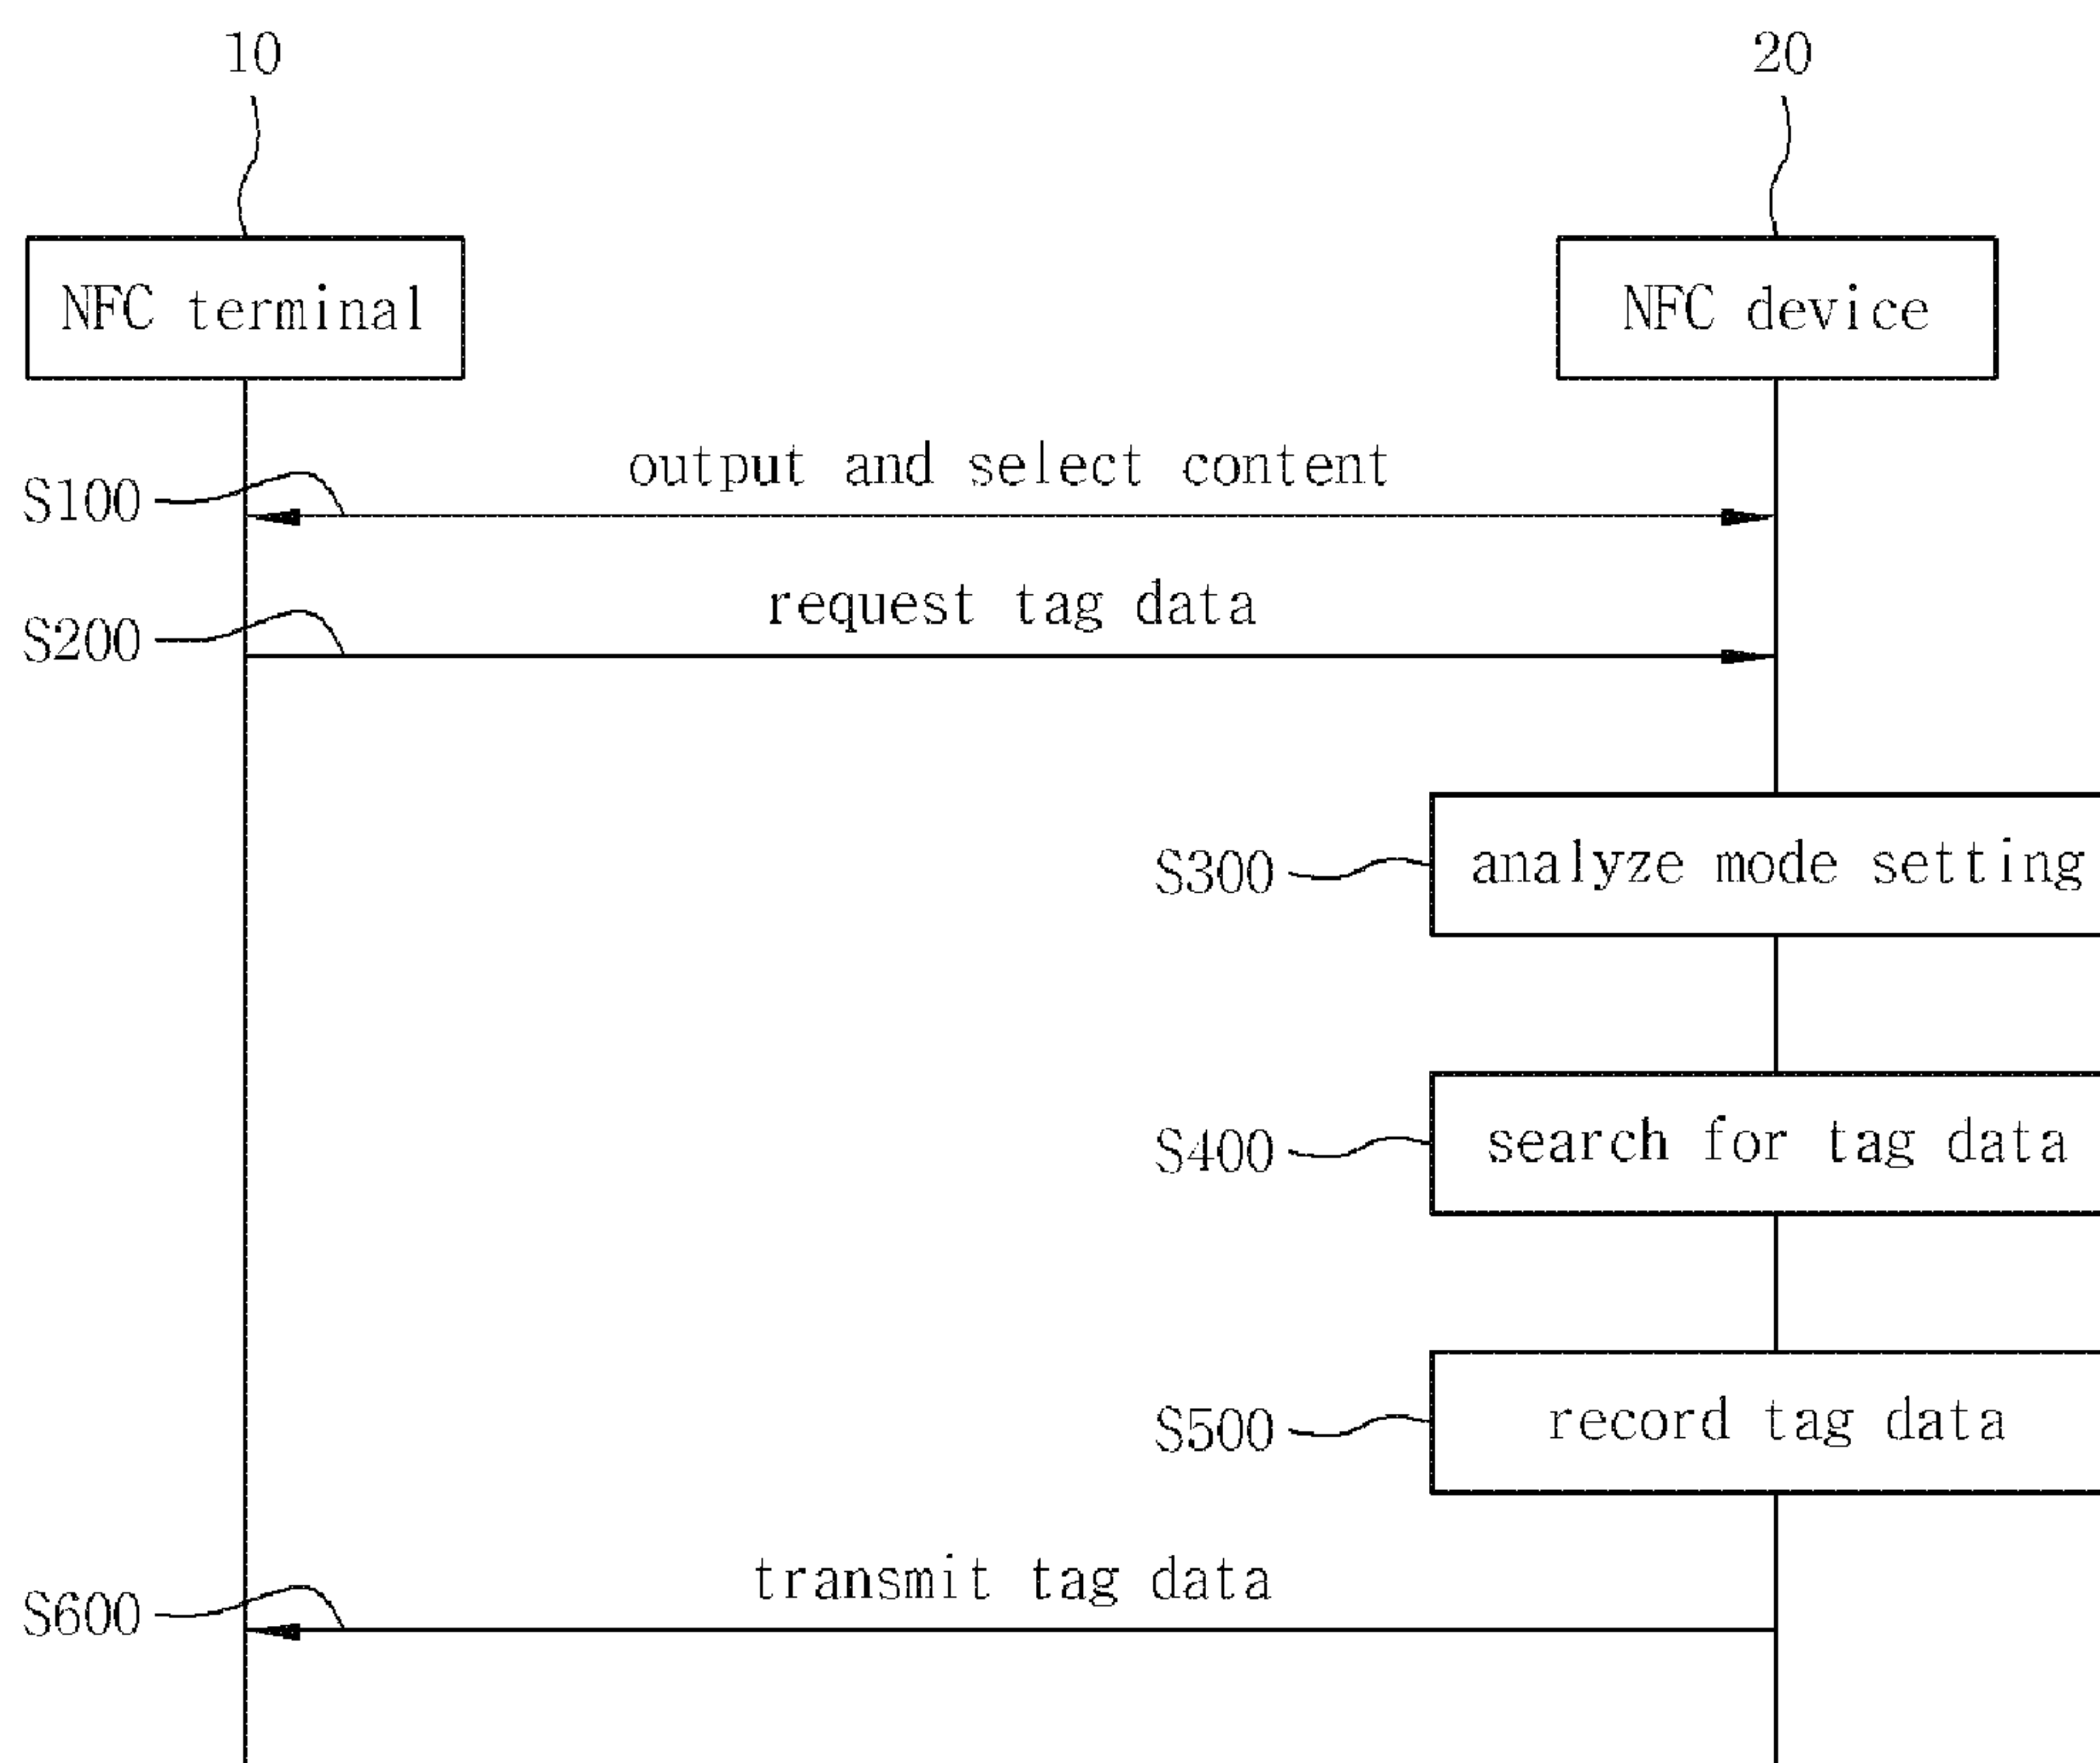 10
20
NFC terminal
NFC device
output and select content
S100
request tag data
S200
analyze mode setting
S300
search for tag data
S400
record tag data
S500
transmit tag data
S600